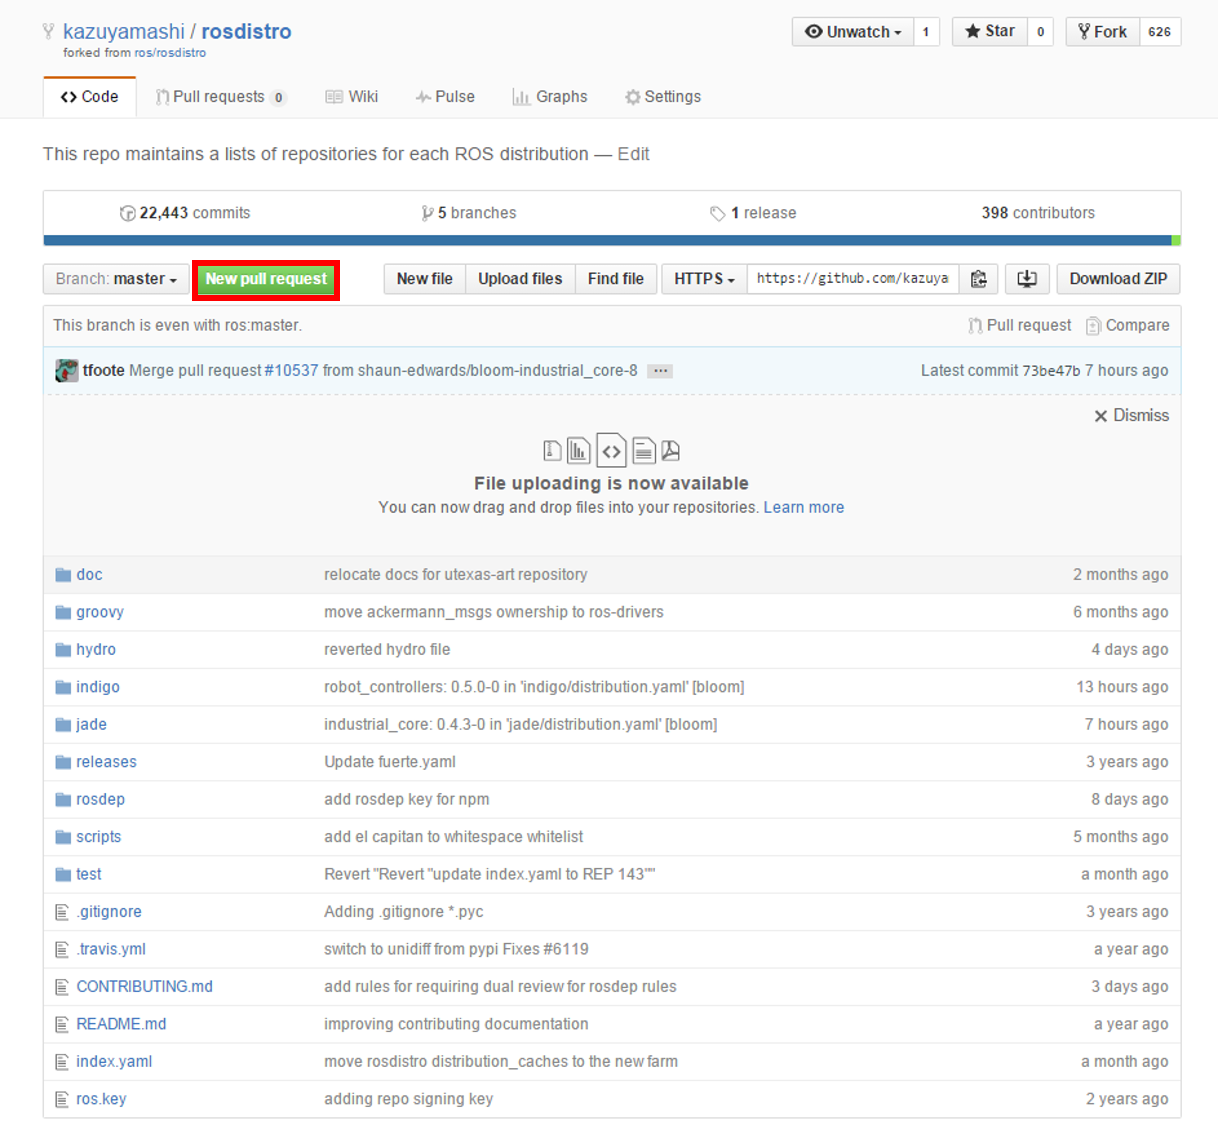 kazuyamashi / rosdistro
forked from ros/rosdistro
Unwatch 1 Star 0 Fork 626
Code Pull requests 0 Wiki Pulse Graphs Settings
This repo maintains a lists of repositories for each ROS distribution — Edit
22,443 commits 5 branches 1 release 398 contributors
Branch: master New pull request New file Upload files Find file HTTPS https://github.com/kazuya Download ZIP
This branch is even with ros:master. Pull request Compare
tfoote Merge pull request #10537 from shaun-edwards/bloom-industrial_core-8 ... Latest commit 73be47b 7 hours ago
Dismiss
File uploading is now available
You can now drag and drop files into your repositories. Learn more
doc relocate docs for utexas-art repository 2 months ago
groovy move ackermann_msgs ownership to ros-drivers 6 months ago
hydro reverted hydro file 4 days ago
indigo robot_controllers: 0.5.0-0 in 'indigo/distribution.yaml' [bloom] 13 hours ago
jade industrial_core: 0.4.3-0 in 'jade/distribution.yaml' [bloom] 7 hours ago
releases Update fuerte.yaml 3 years ago
rosdep add rosdep key for npm 8 days ago
scripts add el capitan to whitespace whitelist 5 months ago
test Revert "Revert "update index.yaml to REP 143"" a month ago
.gitignore Adding .gitignore *.pyc 3 years ago
.travis.yml switch to unidiff from pypi Fixes #6119 a year ago
CONTRIBUTING.md add rules for requiring dual review for rosdep rules 3 days ago
README.md improving contributing documentation a year ago
index.yaml move rosdistro distribution_caches to the new farm a month ago
ros.key adding repo signing key 2 years ago